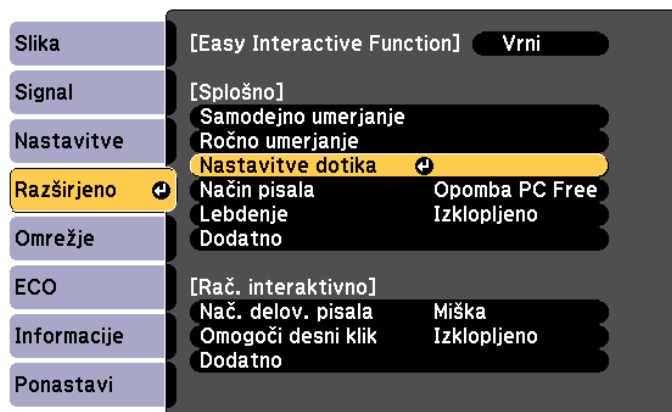 Slika
Signal
Nastavitve
Razširjeno
Omrežje
ECO
Informacije
Ponastavi
[Easy Interactive Function] Vrni
[Splošno]
Samodejno umerjanje
Ročno umerjanje
Nastavitve dotika
Način pisala Opomba PC Free
Lebdenje Izklopljeno
Dodatno
[Rač. interaktivno]
Nač. delov. pisala Miška
Omogoči desni klik Izklopljeno
Dodatno